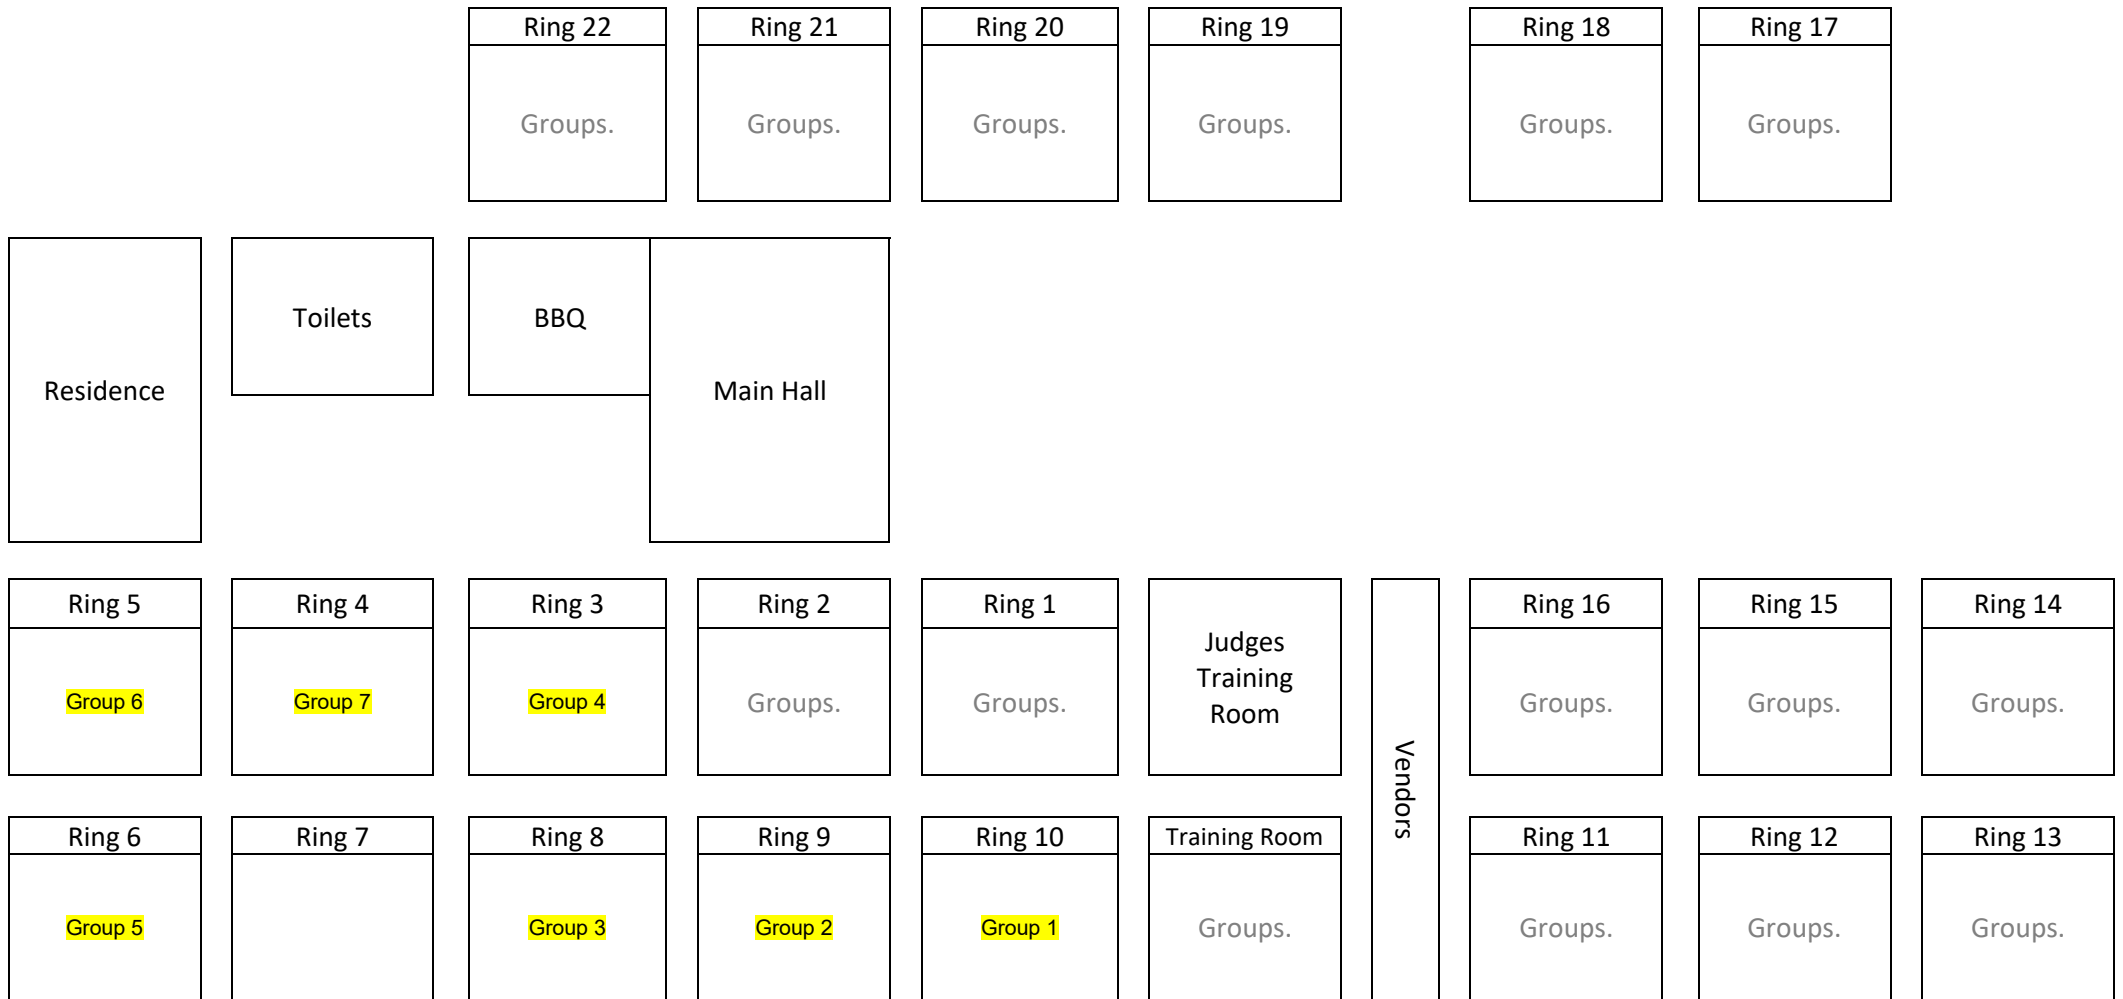 Ring 22
Ring 21
Ring 20
Ring 19
Ring 18
Ring 17
Groups.
Groups.
Groups.
Groups.
Groups.
Groups.
Residence
Toilets
BBQ
Main Hall
Ring 5
Ring 4
Ring 3
Ring 2
Ring 1
Judges
Training
Room
Vendors
Ring 16
Ring 15
Ring 14
Group 6
Group 7
Group 4
Groups.
Groups.
Groups.
Groups.
Groups.
Ring 6
Ring 7
Ring 8
Ring 9
Ring 10
Training Room
Ring 11
Ring 12
Ring 13
Group 5
Group 3
Group 2
Group 1
Groups.
Groups.
Groups.
Groups.